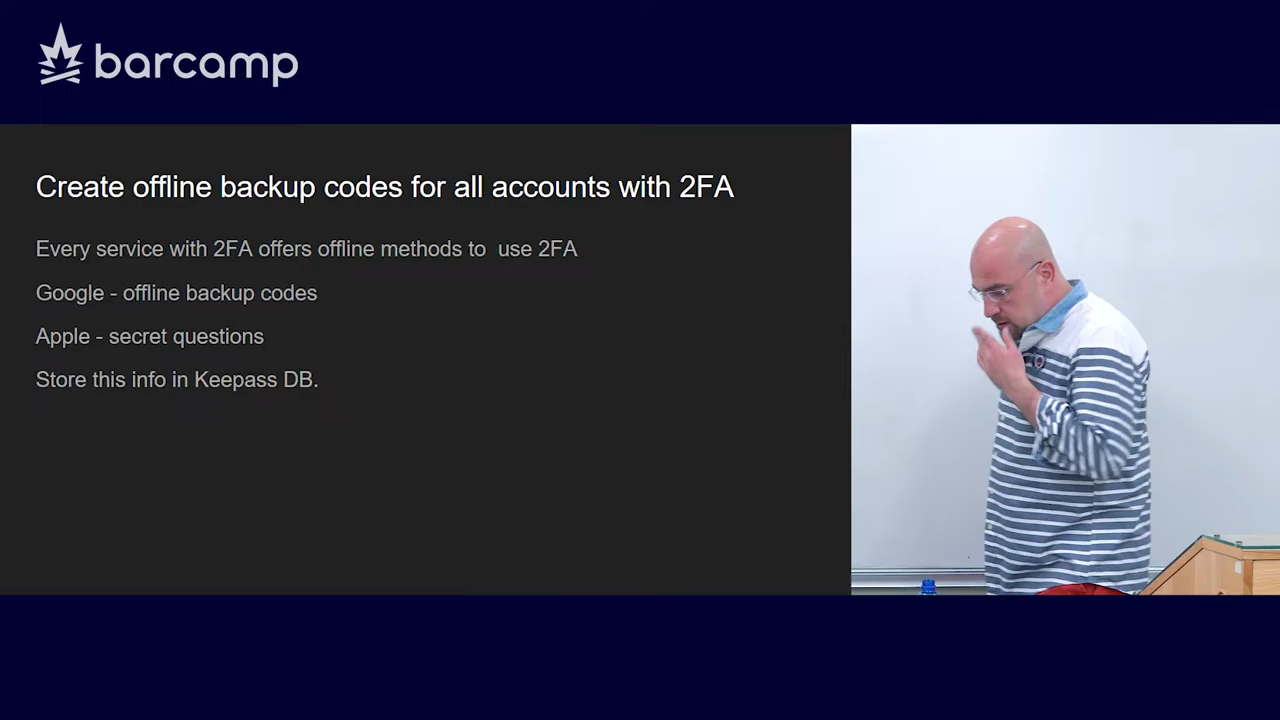 barcamp
Create offline backup codes for all accounts with 2FA
Every service with 2FA offers offline methods to  use 2FA
Google - offline backup codes
Apple - secret questions
Store this info in Keepass DB.